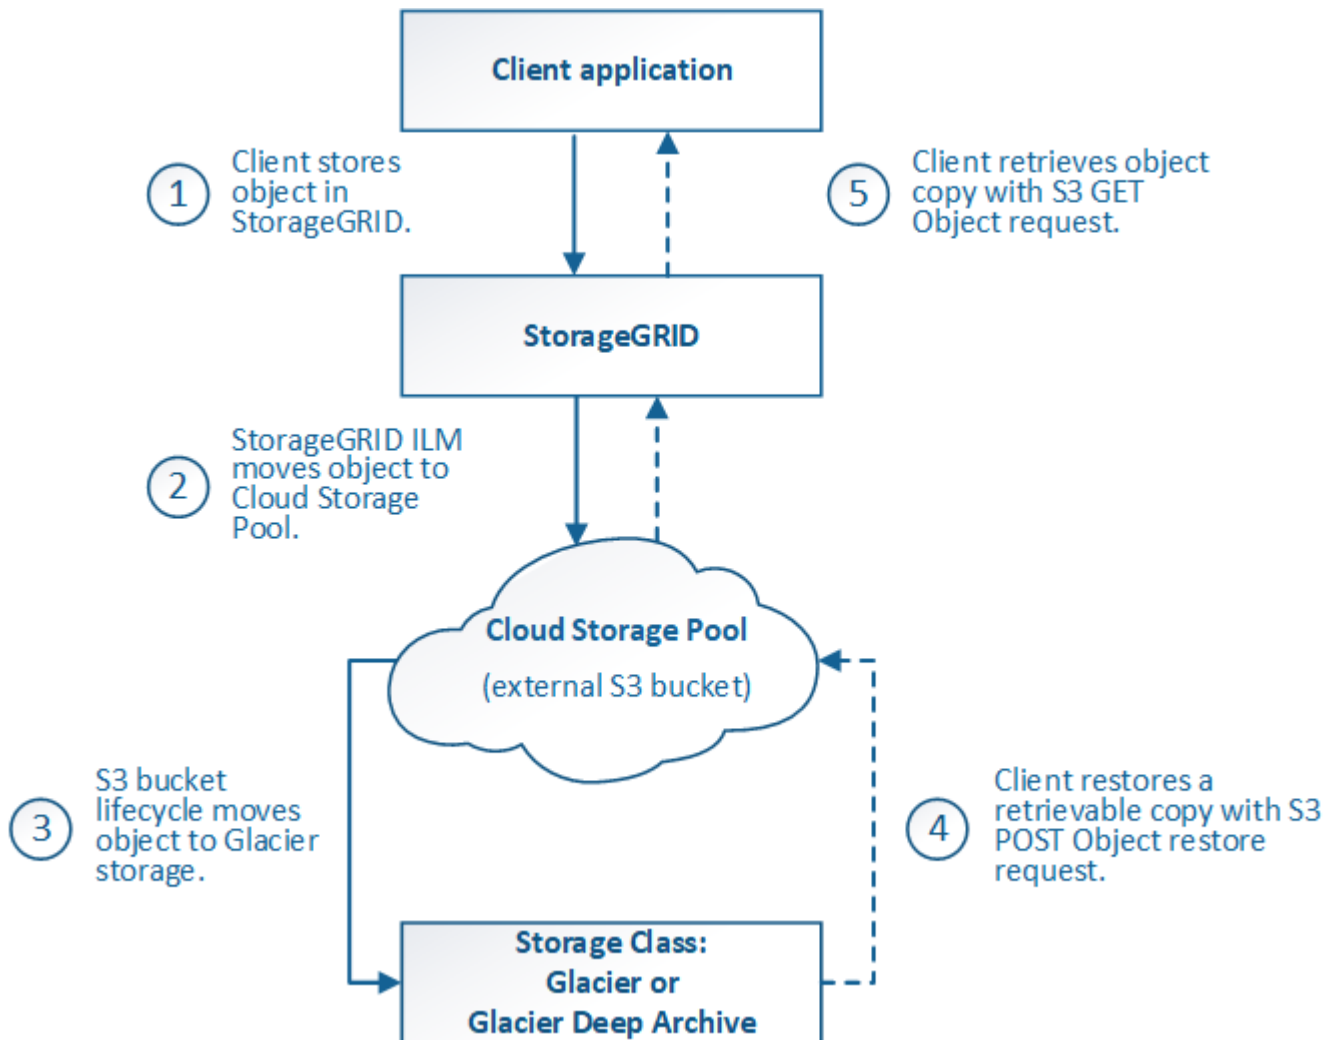 Client application
1
Client stores
object in
StorageGRID.
5
Client retrieves object
copy with S3 GET
Object request.
StorageGRID
2
StorageGRID ILM
moves object to
Cloud Storage
Pool.
Cloud Storage Pool
(external S3 bucket)
3
S3 bucket
lifecycle moves
object to Glacier
storage.
4
Client restores a
retrievable copy with S3
POST Object restore
request.
Storage Class:
Glacier or
Glacier Deep Archive